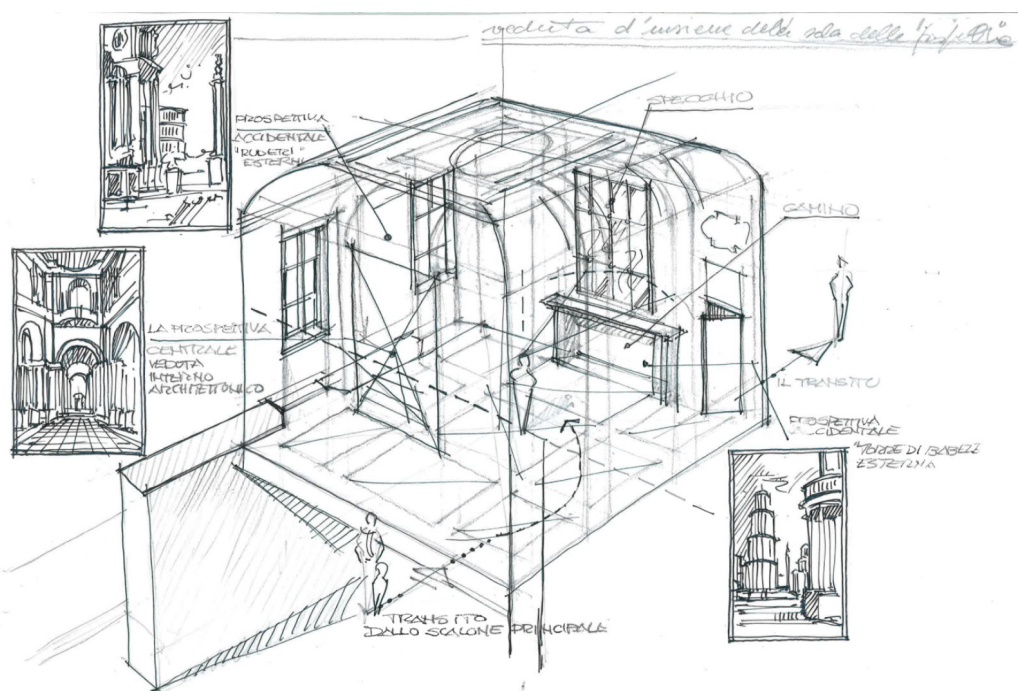 veduta d'insieme della sala delle "prospettive"
SPECCHIO
PROSPETTIVA
ACCIDENTALE
"RUDERI"
ESTERNI
CAMINO
LA PROSPETTIVA
CENTRALE
VEDUTA
INTERNO
ARCHITETTONICO
IL TRANSITO
PROSPETTIVA
ACCIDENTALE
"TORRE DI BABELE
ESTERNA
TRANSITO
DALLO SCALONE PRINCIPALE